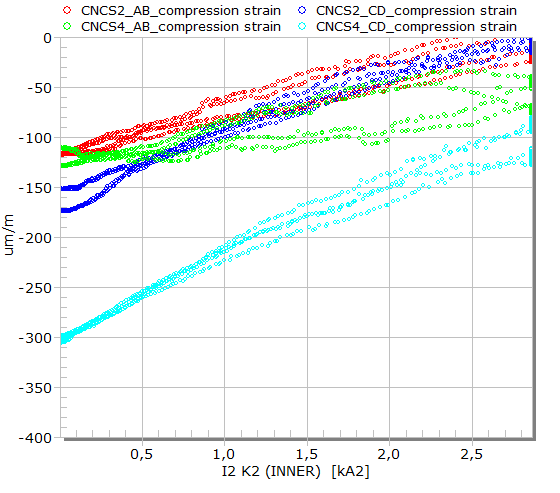 CNCS2_AB_compression strain CNCS2_CD_compression strain
CNCS4_AB_compression strain CNCS4_CD_compression strain
0
-50
-100
-150
-200
-250
-300
-350
-400
um/m
0,5 1,0 1,5 2,0 2,5
I2 K2 (INNER) [kA2]